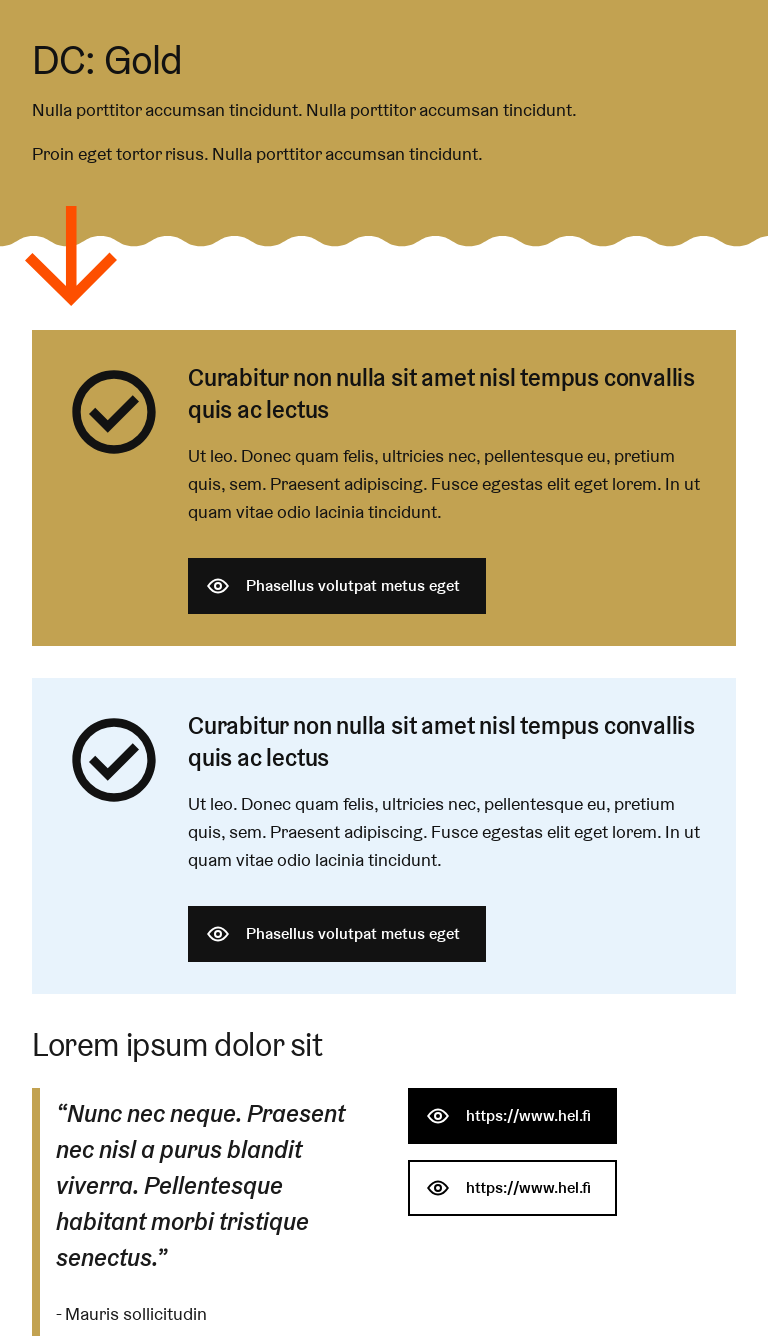 DC: Gold
Nulla porttitor accumsan tincidunt. Nulla porttitor accumsan tincidunt.
Proin eget tortor risus. Nulla porttitor accumsan tincidunt.
Curabitur non nulla sit amet nisl tempus convallis
quis ac lectus
Ut leo. Donec quam felis, ultricies nec, pellentesque eu, pretium
quis, sem. Praesent adipiscing. Fusce egestas elit eget lorem. In ut
quam vitae odio lacinia tincidunt.
Phasellus volutpat metus eget
Curabitur non nulla sit amet nisl tempus convallis
quis ac lectus
Ut leo. Donec quam felis, ultricies nec, pellentesque eu, pretium
quis, sem. Praesent adipiscing. Fusce egestas elit eget lorem. In ut
quam vitae odio lacinia tincidunt.
Phasellus volutpat metus eget
Lorem ipsum dolor sit
“Nunc nec neque. Praesent
nec nisl a purus blandit
viverra. Pellentesque
habitant morbi tristique
senectus.”
- Mauris sollicitudin
https://www.hel.fi
https://www.hel.fi